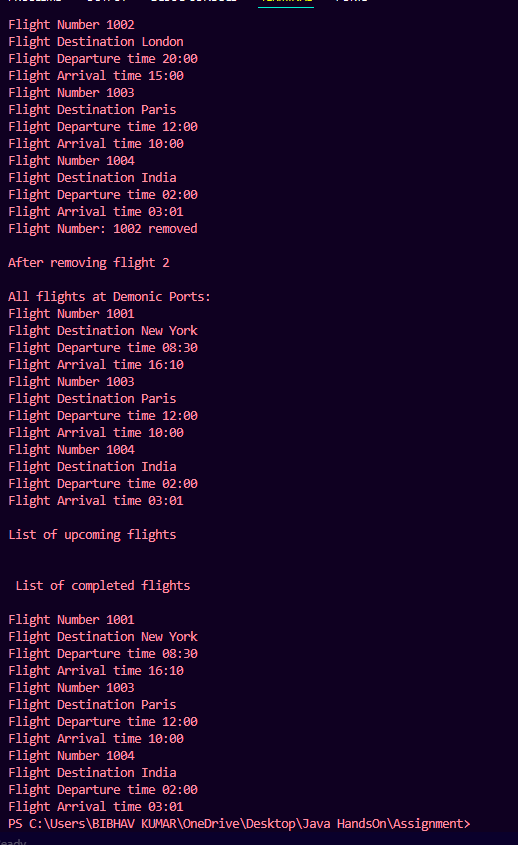 Flight Number 1002
Flight Destination London
Flight Departure time 20:00
Flight Arrival time 15:00
Flight Number 1003
Flight Destination Paris
Flight Departure time 12:00
Flight Arrival time 10:00
Flight Number 1004
Flight Destination India
Flight Departure time 02:00
Flight Arrival time 03:01
Flight Number: 1002 removed
After removing flight 2
All flights at Demonic Ports:
Flight Number 1001
Flight Destination New York
Flight Departure time 08:30
Flight Arrival time 16:10
Flight Number 1003
Flight Destination Paris
Flight Departure time 12:00
Flight Arrival time 10:00
Flight Number 1004
Flight Destination India
Flight Departure time 02:00
Flight Arrival time 03:01
List of upcoming flights
List of completed flights
Flight Number 1001
Flight Destination New York
Flight Departure time 08:30
Flight Arrival time 16:10
Flight Number 1003
Flight Destination Paris
Flight Departure time 12:00
Flight Arrival time 10:00
Flight Number 1004
Flight Destination India
Flight Departure time 02:00
Flight Arrival time 03:01
PS C:\Users\BIBHAV KUMAR\OneDrive\Desktop\Java HandsOn\Assignment>